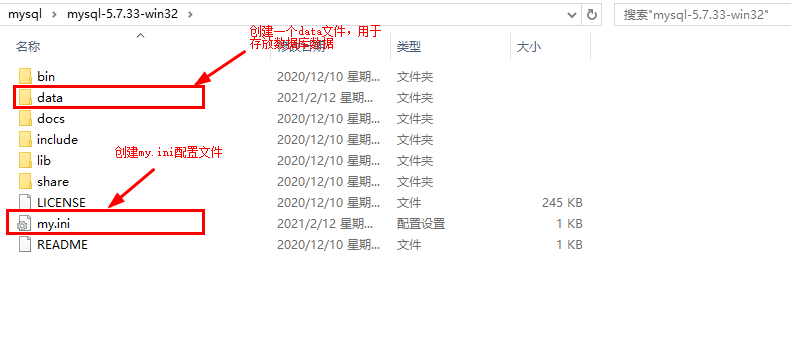 mysql > mysql-5.7.33-win32 >
搜索"mysql-5.7.33-win32"
创建一个data文件，用于
存放数据库数据
名称 修改日期 类型 大小
bin 2020/12/10 星期... 文件夹
data 2021/2/12 星期... 文件夹
docs 2020/12/10 星期... 文件夹
include 2020/12/10 星期... 文件夹
创建my.ini配置文件
lib 2020/12/10 星期... 文件夹
share 2020/12/10 星期... 文件夹
LICENSE 2020/12/10 星期... 文件 245 KB
my.ini 2021/2/12 星期... 配置设置 1 KB
README 2020/12/10 星期... 文件 1 KB